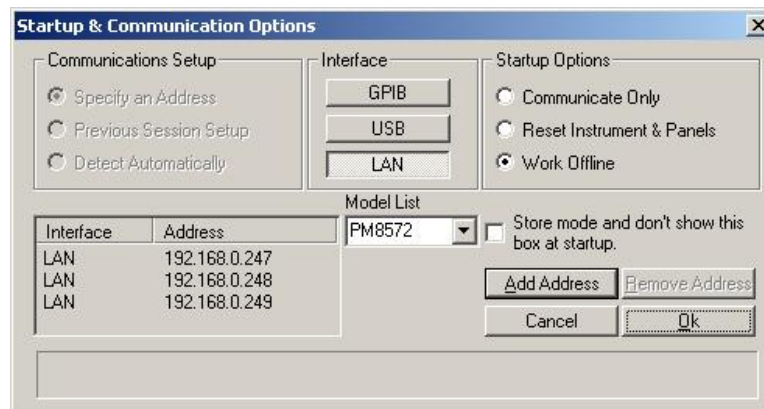 Startup & Communication Options
Communications Setup
Specify an Address
Previous Session Setup
Detect Automatically
Interface
GPIB
USB
LAN
Startup Options
Communicate Only
Reset Instrument & Panels
Work Offline
Interface Address
LAN 192.168.0.247
LAN 192.168.0.248
LAN 192.168.0.249
Model List
PM8572
Store mode and don't show this
box at startup.
Add Address Remove Address
Cancel Ok